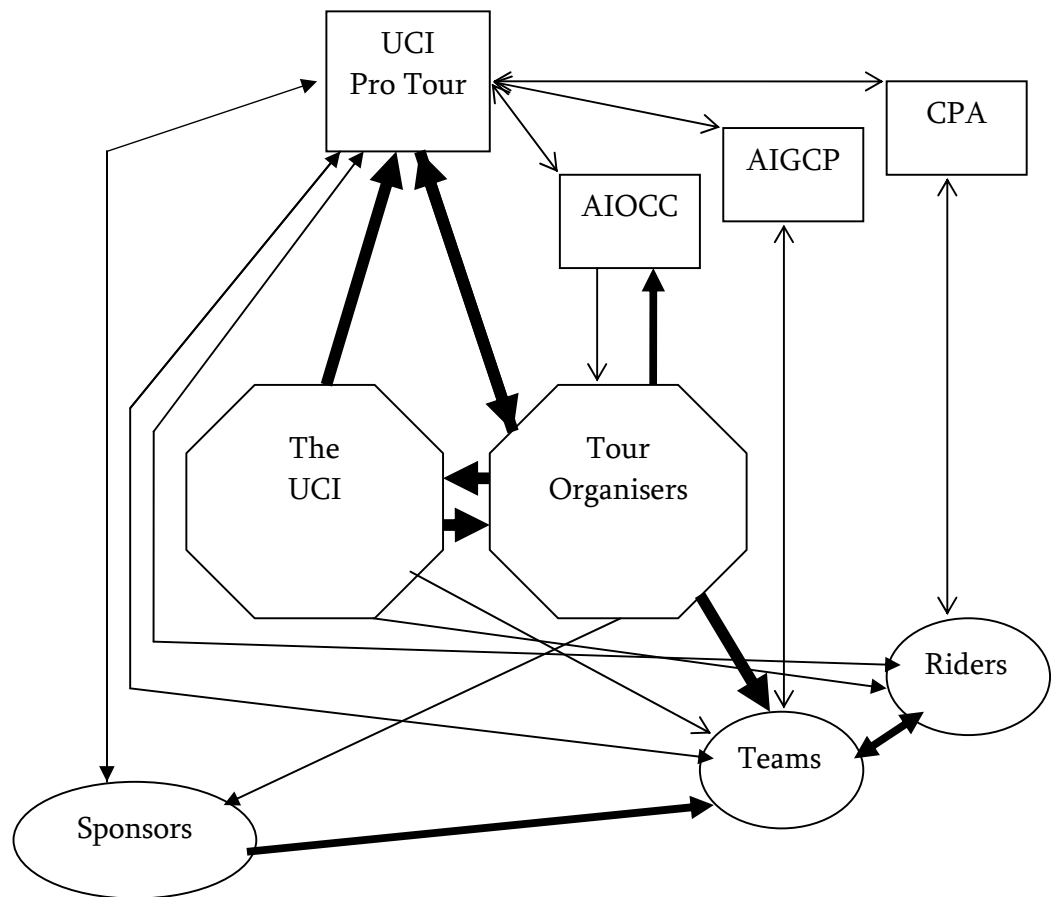 UCI
Pro Tour
CPA
AIGCP
AIOCC
The
UCI
Tour
Organisers
Riders
Teams
Sponsors